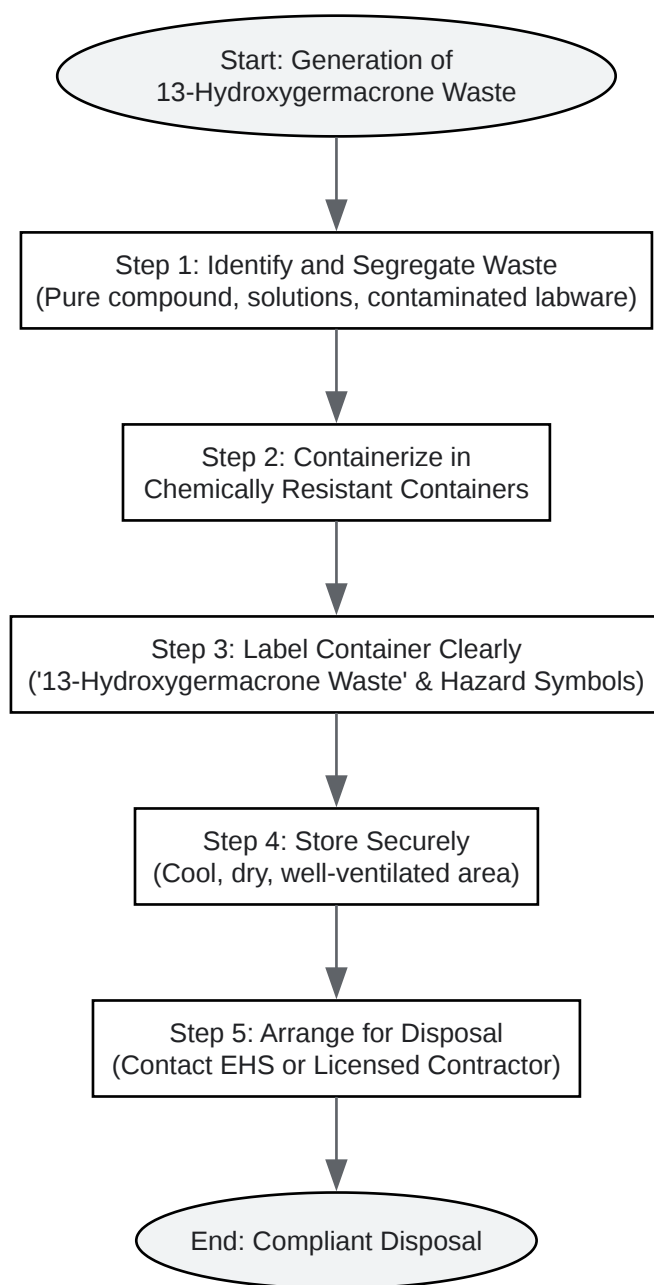 Start: Generation of
13-Hydroxygermacrone Waste
Step 1: Identify and Segregate Waste
(Pure compound, solutions, contaminated labware)
Step 2: Containerize in
Chemically Resistant Containers
Step 3: Label Container Clearly
('13-Hydroxygermacrone Waste' & Hazard Symbols)
Step 4: Store Securely
(Cool, dry, well-ventilated area)
Step 5: Arrange for Disposal
(Contact EHS or Licensed Contractor)
End: Compliant Disposal